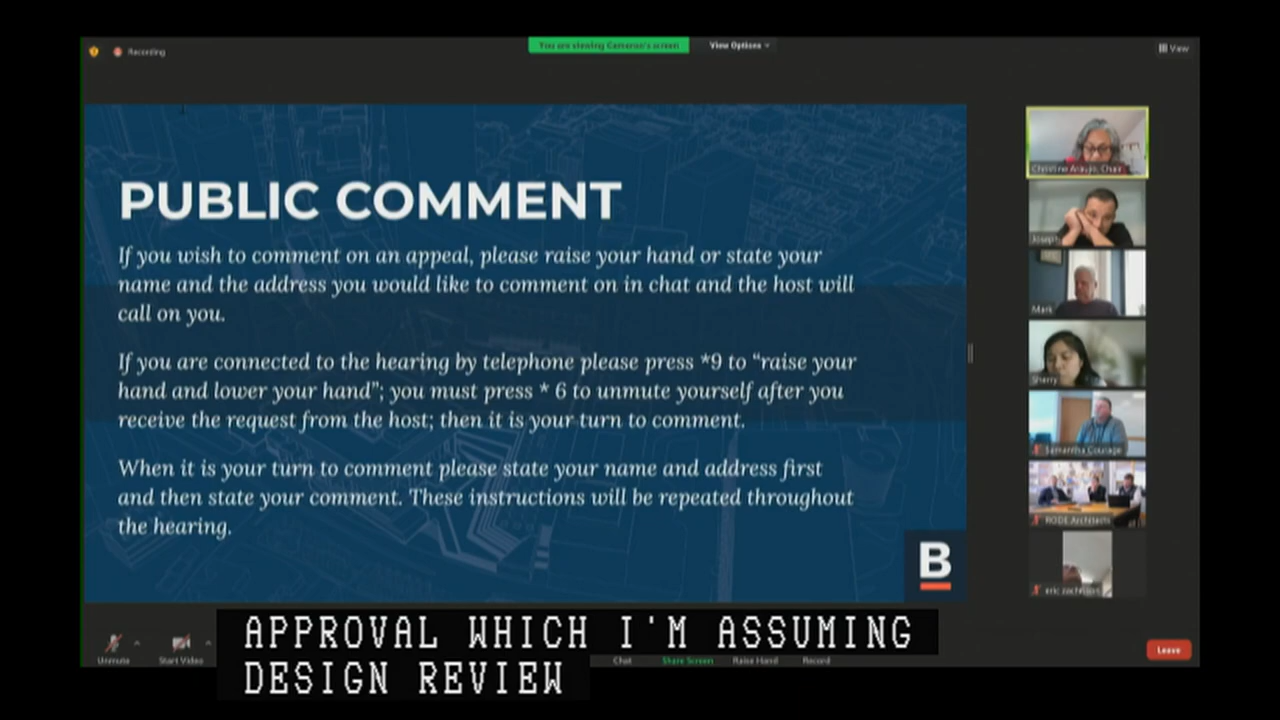 Recording
You are viewing Cameron's screen
View Options
View
PUBLIC COMMENT
If you wish to comment on an appeal, please raise your hand or state your
name and the address you would like to comment on in chat and the host will
call on you.
If you are connected to the hearing by telephone please press *9 to “raise your
hand and lower your hand”; you must press * 6 to unmute yourself after you
receive the request from the host; then it is your turn to comment.
When it is your turn to comment please state your name and address first
and then state your comment. These instructions will be repeated throughout
the hearing.
B
Christine Araujo, Chair
Joseph
Mark
Sherry
Samantha Courage
RODE Architects
eric
Unmute
Start Video
Chat
Share Screen
Raise Hand
Record
Leave
APPROVAL WHICH I'M ASSUMING
DESIGN REVIEW